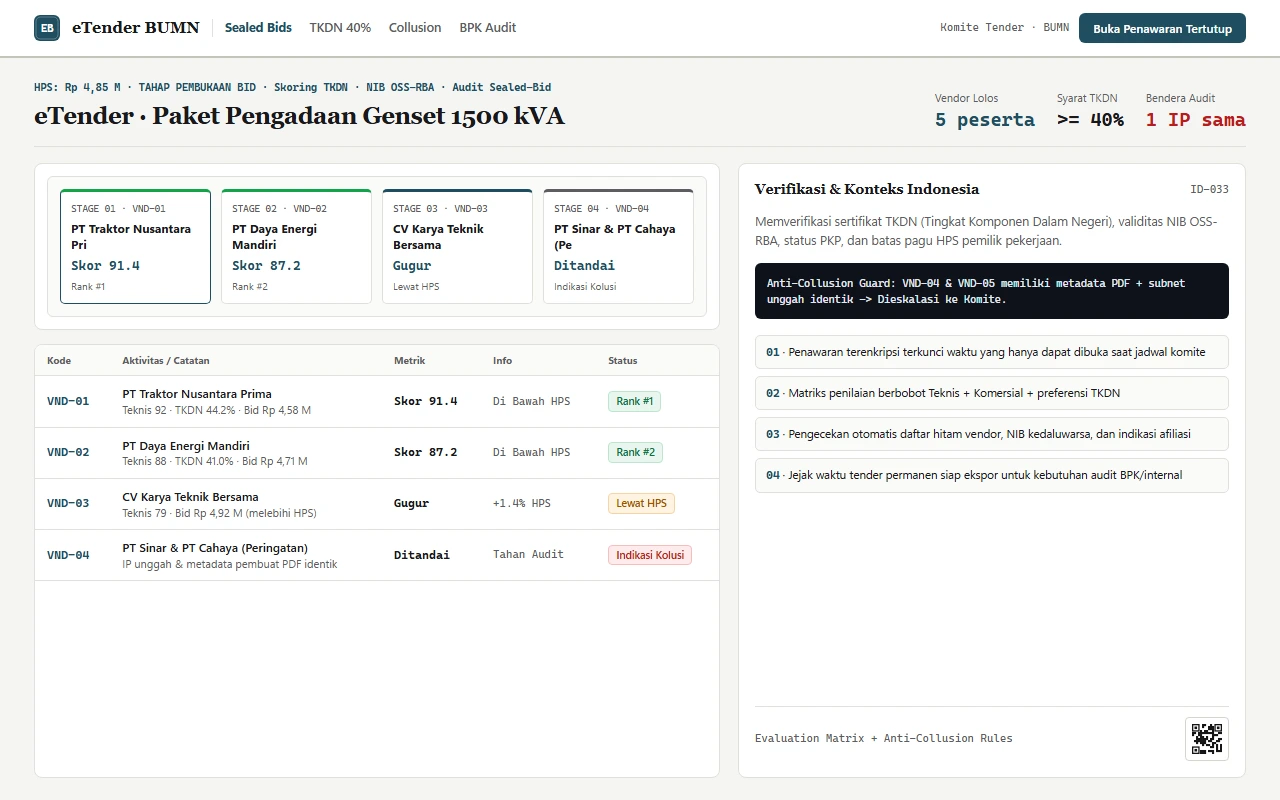 EB
eTender BUMN
Sealed Bids
TKDN 40%
Collusion
BPK Audit
Komite Tender · BUMN
Buka Penawaran Tertutup
HPS: Rp 4,85 M · TAHAP PEMBUKAAN BID · Skoring TKDN · NIB OSS-RBA · Audit Sealed-Bid
eTender · Paket Pengadaan Genset 1500 kVA
Vendor Lolos
5 peserta
Syarat TKDN
>= 40%
Bendera Audit
1 IP sama
STAGE 01 · VND-01
PT Traktor Nusantara
Pri
Skor 91.4
Rank #1
STAGE 02 · VND-02
PT Daya Energi
Mandiri
Skor 87.2
Rank #2
STAGE 03 · VND-03
CV Karya Teknik
Bersama
Gugur
Lewat HPS
STAGE 04 · VND-04
PT Sinar & PT Cahaya
(Pe
Ditandai
Indikasi Kolusi
Kode Aktivitas / Catatan Metrik Info Status
VND-01 PT Traktor Nusantara Prima Skor 91.4 Di Bawah HPS Rank #1
Teknis 92 · TKDN 44.2% · Bid Rp 4,58 M
VND-02 PT Daya Energi Mandiri Skor 87.2 Di Bawah HPS Rank #2
Teknis 88 · TKDN 41.0% · Bid Rp 4,71 M
VND-03 CV Karya Teknik Bersama Gugur +1.4% HPS Lewat HPS
Teknis 79 · Bid Rp 4,92 M (melebihi HPS)
VND-04 PT Sinar & PT Cahaya (Peringatan) Ditandai Tahan Audit Indikasi Kolusi
IP unggah & metadata pembuat PDF identik
Verifikasi & Konteks Indonesia
ID-033
Memverifikasi sertifikat TKDN (Tingkat Komponen Dalam Negeri), validitas NIB OSS-
RBA, status PKP, dan batas pagu HPS pemilik pekerjaan.
Anti-Collusion Guard: VND-04 & VND-05 memiliki metadata PDF + subnet
unggah identik -> Dieskalasi ke Komite.
01 · Penawaran terenkripsi terkunci waktu yang hanya dapat dibuka saat jadwal komite
02 · Matriks penilaian berbobot Teknis + Komersial + preferensi TKDN
03 · Pengecekan otomatis daftar hitam vendor, NIB kedaluwarsa, dan indikasi afiliasi
04 · Jejak waktu tender permanen siap ekspor untuk kebutuhan audit BPK/internal
Evaluation Matrix + Anti-Collusion Rules